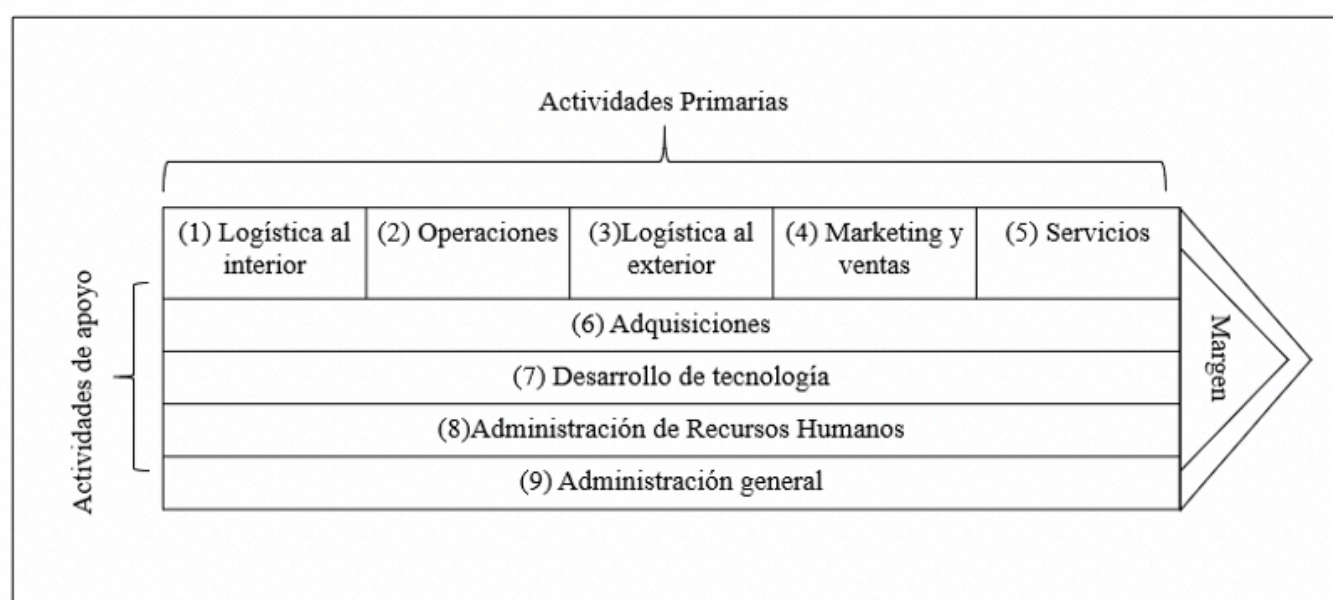 Actividades Primarias
(1) Logística al
interior
(2) Operaciones
(3)Logística al
exterior
(4) Marketing y
ventas
(5) Servicios
Actividades de apoyo
(6) Adquisiciones
(7) Desarrollo de tecnología
(8)Administración de Recursos Humanos
(9) Administración general
Margen